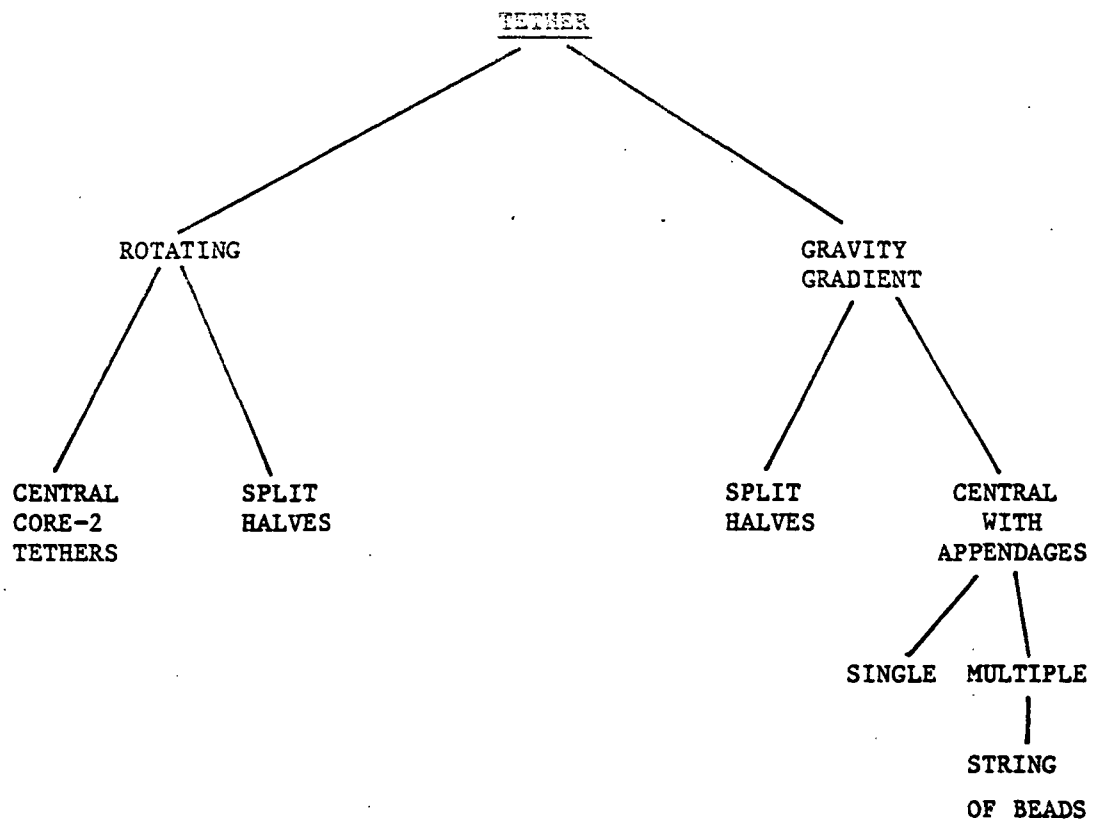 TETHER
ROTATING
GRAVITY
GRADIENT
CENTRAL
CORE-2
TETHERS
SPLIT
HALVES
SPLIT
HALVES
CENTRAL
WITH
APPENDAGES
SINGLE
MULTIPLE
STRING
OF BEADS